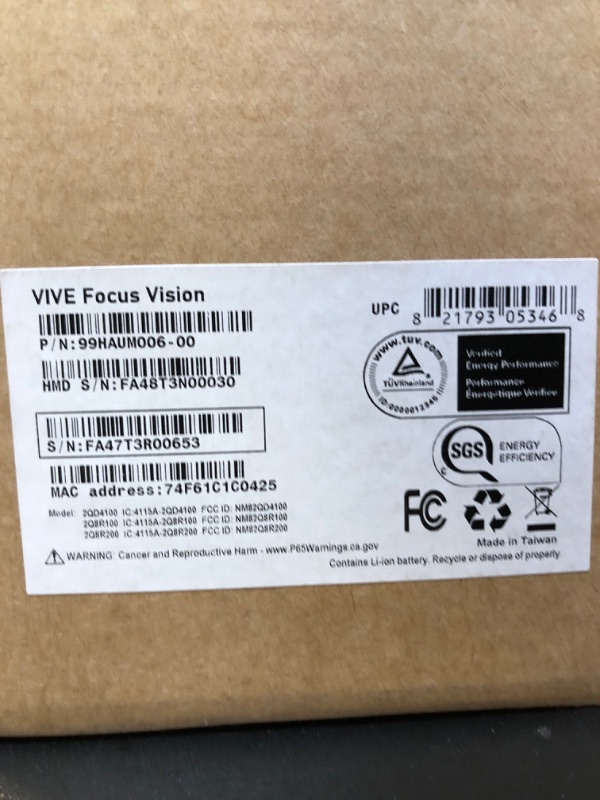 VIVE Focus Vision
P/N:99HAUM006-00
HMD S/N:FA48T3N00030
S/N:FA47T3R00653
MAC address:74F61C1C0425
Model: 2QD4100 IC:4115A-2QD4100 FCC ID: NM82QD4100
2Q8R100 IC:4115A-2Q8R100 FCC ID: NM82Q8R100
2Q8R200 IC:4115A-2Q8R200 FCC ID: NM82Q8R200
WARNING: Cancer and Reproductive Harm - www.P65Warnings.ca.gov
UPC
8 21793 05346 8
www.tuv.com
TÜVRheinland
ID:0000012345
Verified
Energy Performance
Performance
Énergétique Vérifiée
SGS
C
ENERGY
EFFICIENCY
FC
Made in Taiwan
Contains Li-ion battery. Recycle or dispose of properly